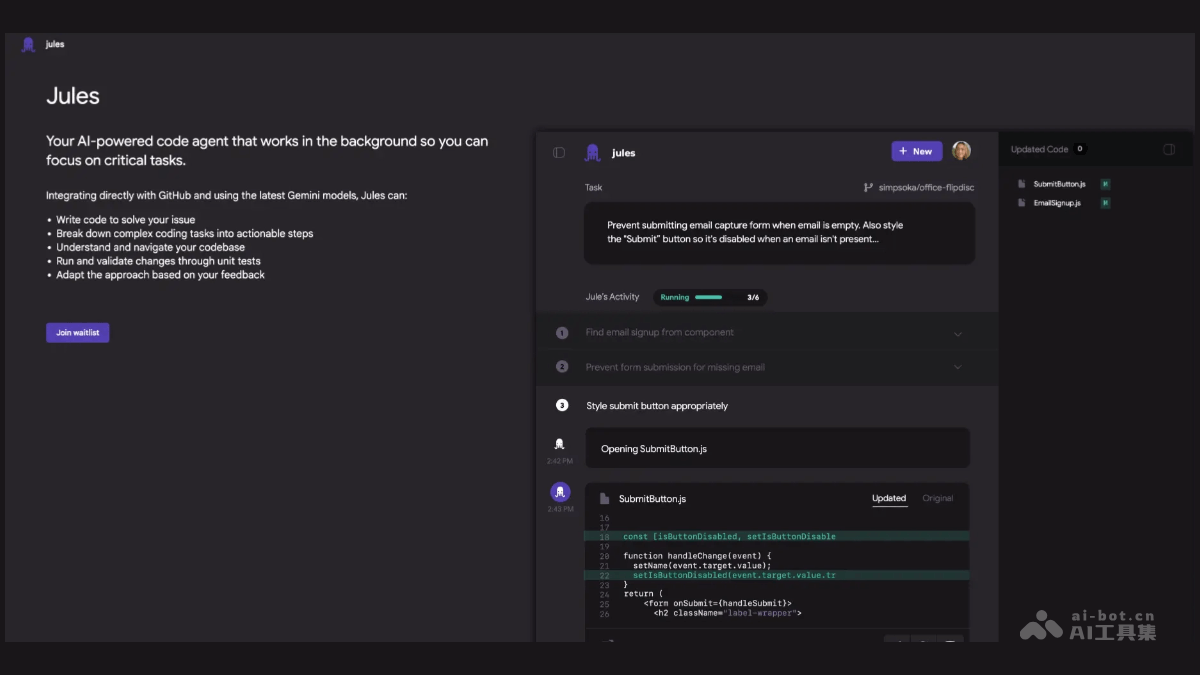 jules
Jules
Your AI-powered code agent that works in the background so you can
focus on critical tasks.
Integrating directly with GitHub and using the latest Gemini models, Jules can:
• Write code to solve your issue
• Break down complex coding tasks into actionable steps
• Understand and navigate your codebase
• Run and validate changes through unit tests
• Adapt the approach based on your feedback
Join waitlist
jules
+ New
Task
simpsoka/office-flipdisc
Prevent submitting email capture form when email is empty. Also style
the "Submit" button so it's disabled when an email isn't present...
Jule's Activity
Running
3/6
1 Find email signup from component
2 Prevent form submission for missing email
3 Style submit button appropriately
Opening SubmitButton.js
2:42 PM
2:43 PM
SubmitButton.js
Updated
Original
16
17
18 const [isButtonDisabled, setIsButtonDisable
19
20 function handleChange(event) {
21 setName(event.target.value);
22 setIsButtonDisabled(event.target.value.tr
23 }
24 return (
25 <form onSubmit={handleSubmit}>
26 <h2 className="label-wrapper">
Updated Code 0
SubmitButton.js
EmailSignup.js
ai-bot.cn
AI工具集